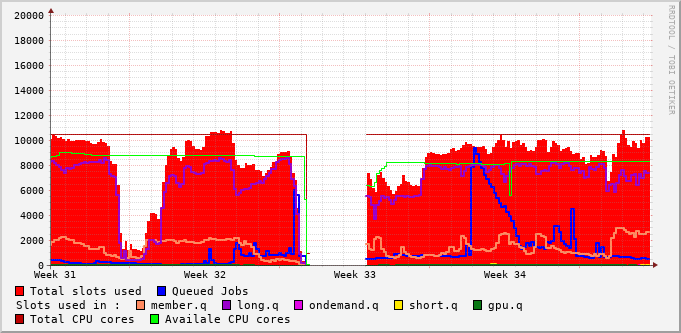 RRDTOOL / TOBI OETIKER
20000
18000
16000
14000
12000
10000
8000
6000
4000
2000
0
Week 31 Week 32 Week 33 Week 34
Total slots used Queued Jobs
Slots used in : member.q long.q ondemand.q short.q gpu.q
Total CPU cores Availale CPU cores